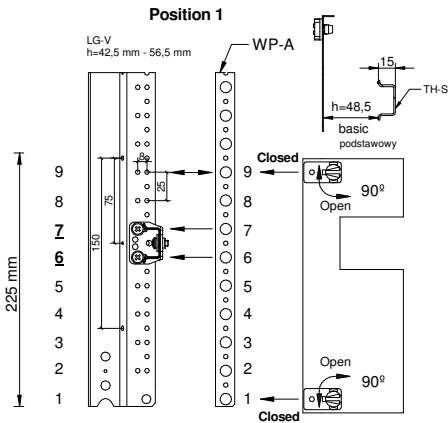 Position 1
LG-V
h=42,5 mm - 56,5 mm
WP-A
15
TH-S
h=48,5
basic
podstawowy
8
25
75
150
225 mm
9
8
7
6
5
4
3
2
1
9
8
7
6
5
4
3
2
1
Closed
Open
90º
Open
90º
Closed